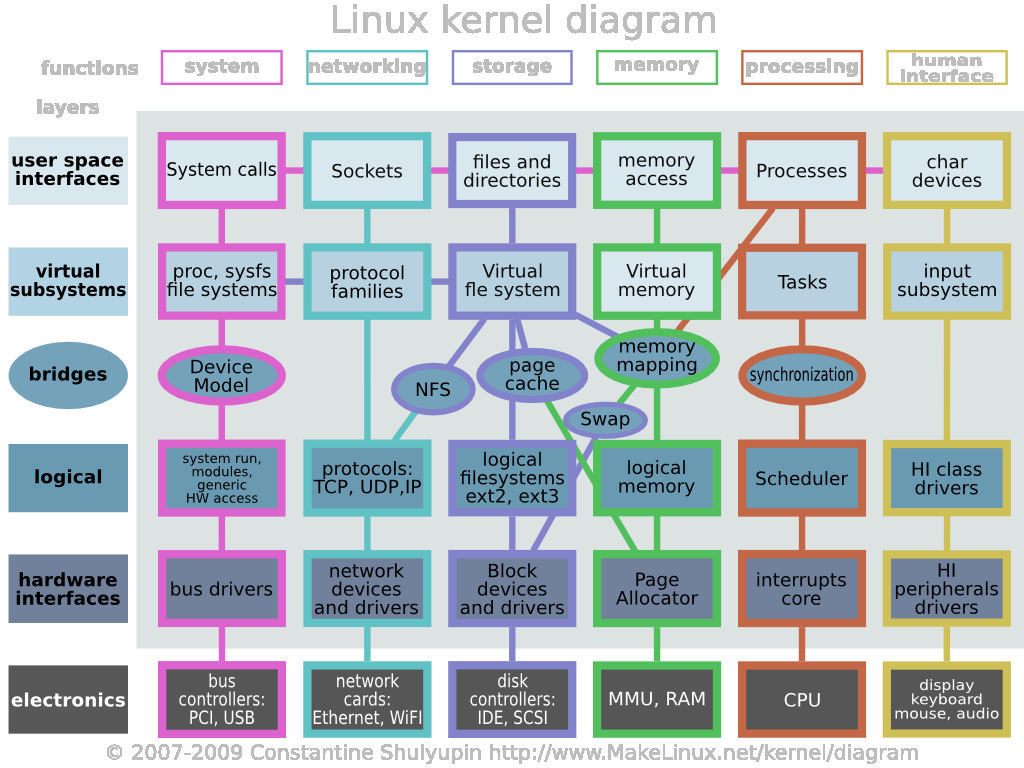 Linux kernel diagram
functions
system
networking
storage
memory
processing
human
interface
layers
user space
interfaces
System calls
Sockets
files and
directories
memory
access
Processes
char
devices
virtual
subsystems
proc, sysfs
file systems
protocol
families
Virtual
fle system
Virtual
memory
Tasks
input
subsystem
bridges
Device
Model
NFS
page
cache
memory
mapping
Swap
synchronization
logical
system run,
modules,
generic
HW access
protocols:
TCP, UDP,IP
logical
filesystems
ext2, ext3
logical
memory
Scheduler
HI class
drivers
hardware
interfaces
bus drivers
network
devices
and drivers
Block
devices
and drivers
Page
Allocator
interrupts
core
HI
peripherals
drivers
electronics
bus
controllers:
PCI, USB
network
cards:
Ethernet, WiFi
disk
controllers:
IDE, SCSI
MMU, RAM
CPU
display
keyboard
mouse, audio
© 2007-2009 Constantine Shulyupin http://www.MakeLinux.net/kernel/diagram